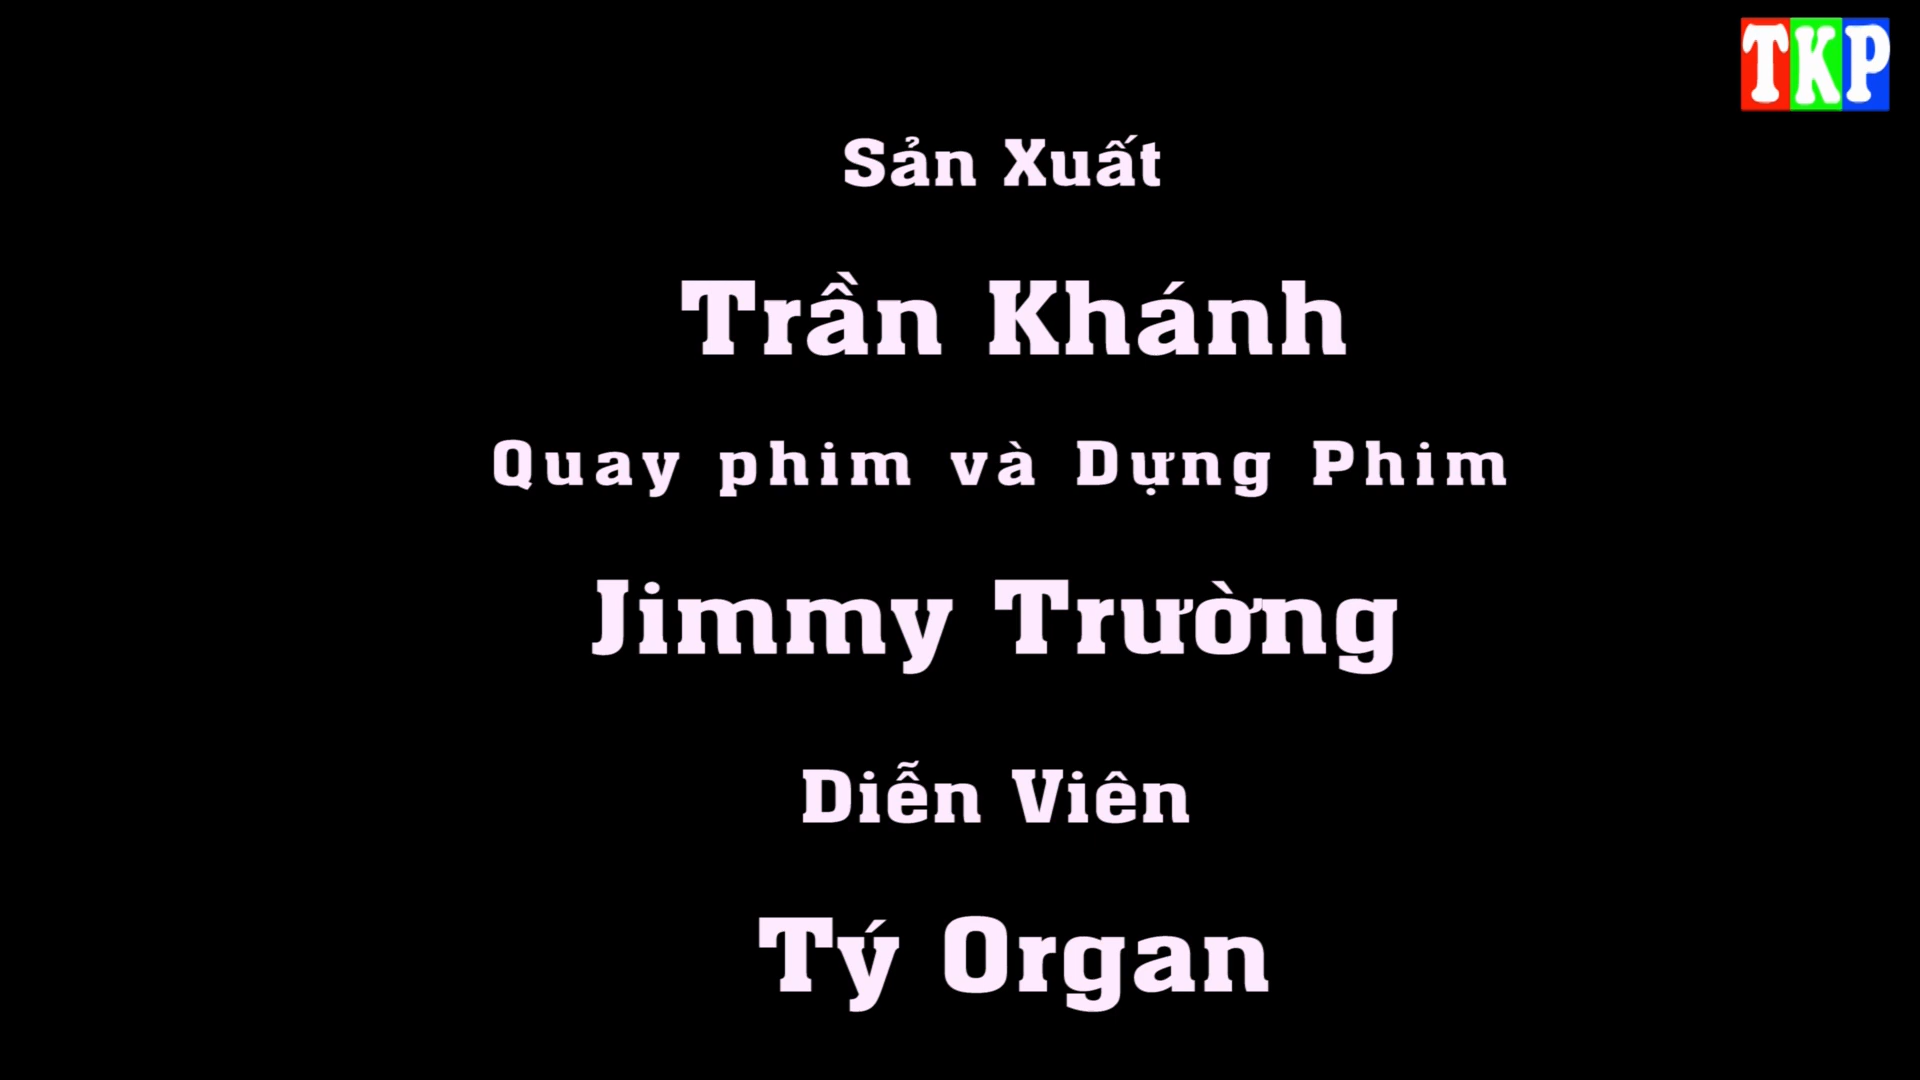 TKP
Sản Xuất
Trần Khánh
Quay phim và Dựng Phim
Jimmy Trường
Diễn Viên
Tý Organ